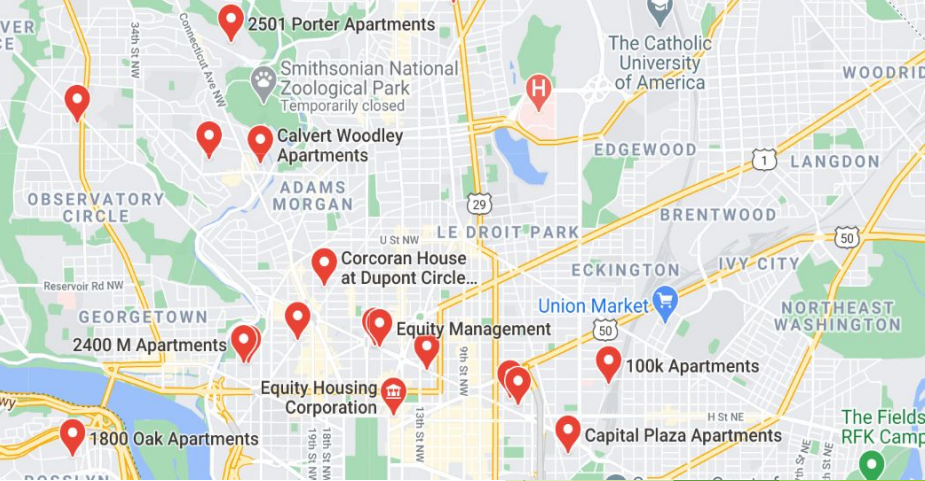 2501 Porter Apartments
The Catholic
University
of America
34th St NW
Connecticut Ave NW
Smithsonian National
Zoological Park
Temporarily closed
H
WOODRID
Calvert Woodley
Apartments
EDGEWOOD
1
LANGDON
OBSERVATORY
CIRCLE
ADAMS
MORGAN
29
BRENTWOOD
U St NW
LE DROIT PARK
50
Corcoran House
at Dupont Circle...
ECKINGTON
IVY CITY
Reservoir Rd NW
Union Market
NORTHEAST
WASHINGTON
GEORGETOWN
50
2400 M Apartments
Equity Management
9th St NW
100k Apartments
Equity Housing
Corporation
13th St NW
H St NE
The Fields
RFK Camp
1800 Oak Apartments
19th St NW
18th St NW
Capital Plaza Apartments
ROSSLYN